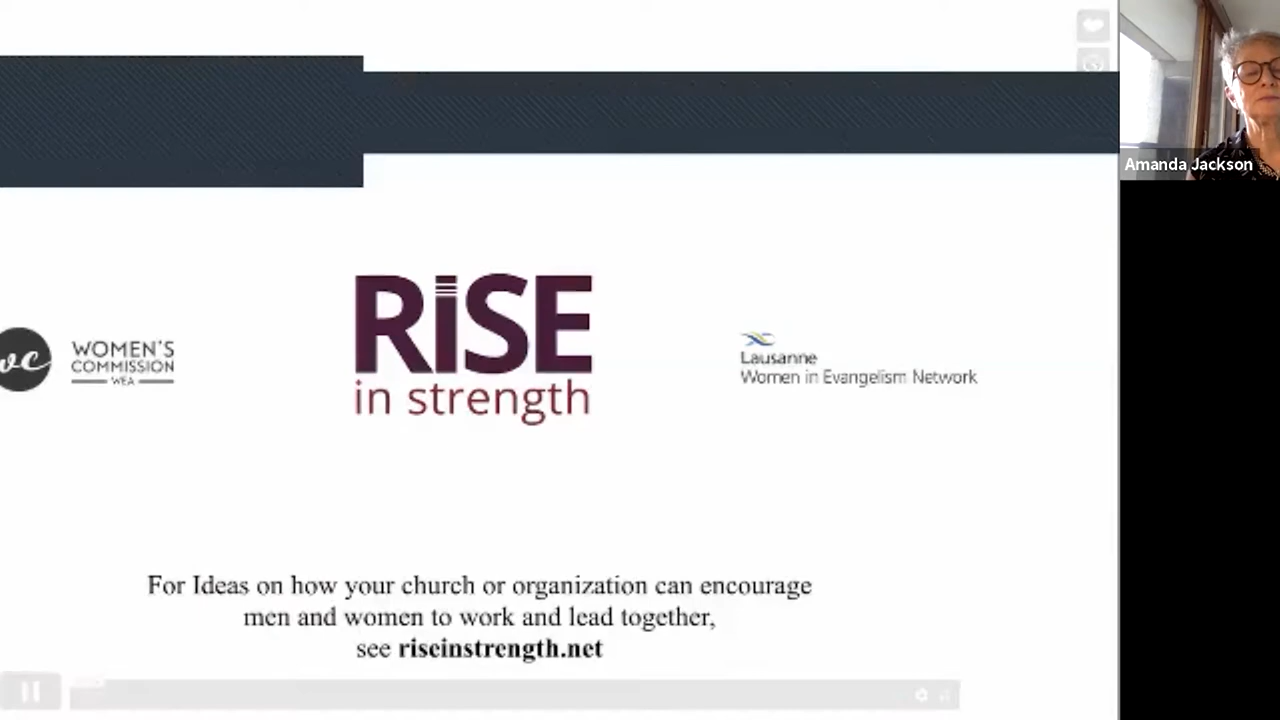 Amanda Jackson
wc
WOMEN'S
COMMISSION
WEA
RiSE
in strength
Lausanne
Women in Evangelism Network
For Ideas on how your church or organization can encourage
men and women to work and lead together,
see riseinstrength.net